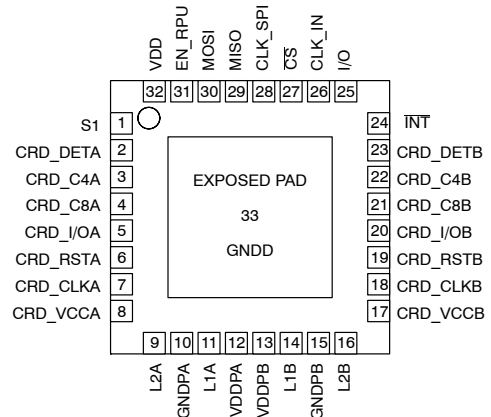 VDD
EN_RPU
MOSI
MISO
CLK_SPI
CS
CLK_IN
I/O
32 31 30 29 28 27 26 25
S1 1
CRD_DETA 2
CRD_C4A 3
CRD_C8A 4
CRD_I/OA 5
CRD_RSTA 6
CRD_CLKA 7
CRD_VCCA 8
EXPOSED PAD
33
GNDD
24 INT
23 CRD_DETB
22 CRD_C4B
21 CRD_C8B
20 CRD_I/OB
19 CRD_RSTB
18 CRD_CLKB
17 CRD_VCCB
9 10 11 12 13 14 15 16
L2A
GNDPA
L1A
VDDPA
VDDPB
L1B
GNDPB
L2B